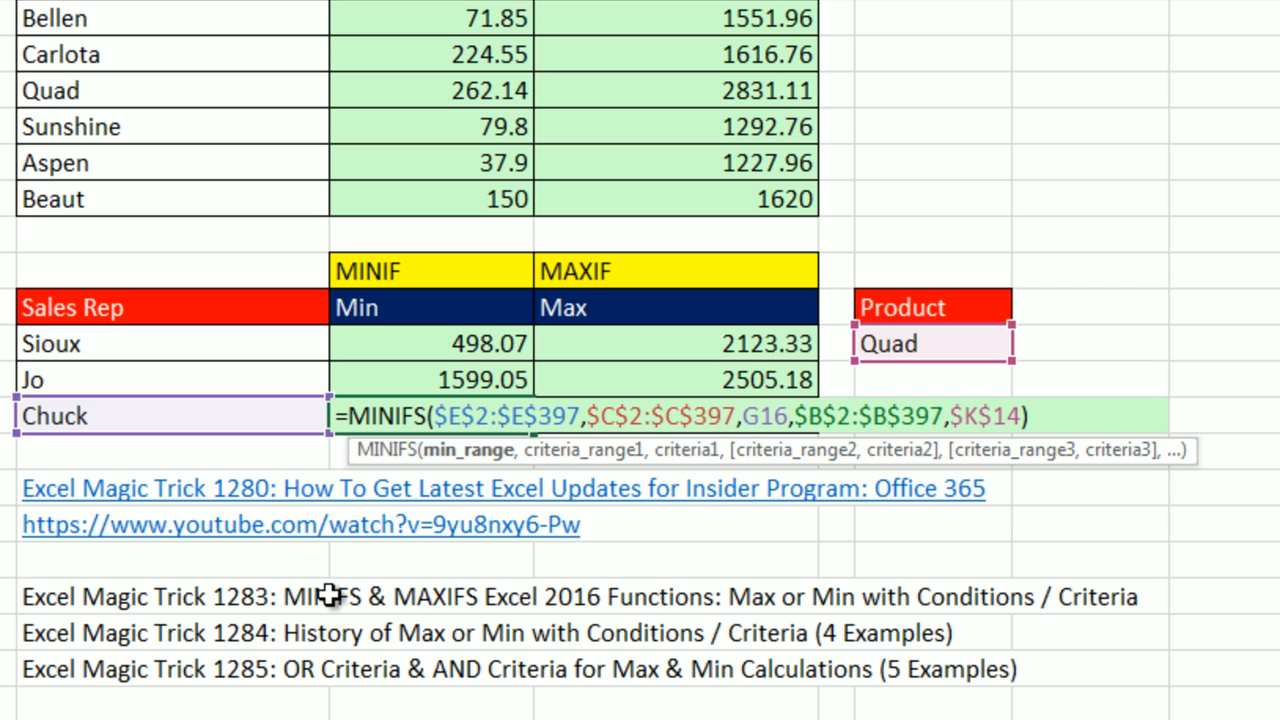 Bellen 71.85 1551.96
Carlota 224.55 1616.76
Quad 262.14 2831.11
Sunshine 79.8 1292.76
Aspen 37.9 1227.96
Beaut 150 1620
MINIF MAXIF
Sales Rep Min Max Product
Sioux 498.07 2123.33 Quad
Jo 1599.05 2505.18
Chuck =MINIFS($E$2:$E$397,$C$2:$C$397,G16,$B$2:$B$397,$K$14)
MINIFS(min_range, criteria_range1, criteria1, [criteria_range2, criteria2], [criteria_range3, criteria3], ...)
Excel Magic Trick 1280: How To Get Latest Excel Updates for Insider Program: Office 365
https://www.youtube.com/watch?v=9yu8nxy6-Pw
Excel Magic Trick 1283: MINIFS & MAXIFS Excel 2016 Functions: Max or Min with Conditions / Criteria
Excel Magic Trick 1284: History of Max or Min with Conditions / Criteria (4 Examples)
Excel Magic Trick 1285: OR Criteria & AND Criteria for Max & Min Calculations (5 Examples)